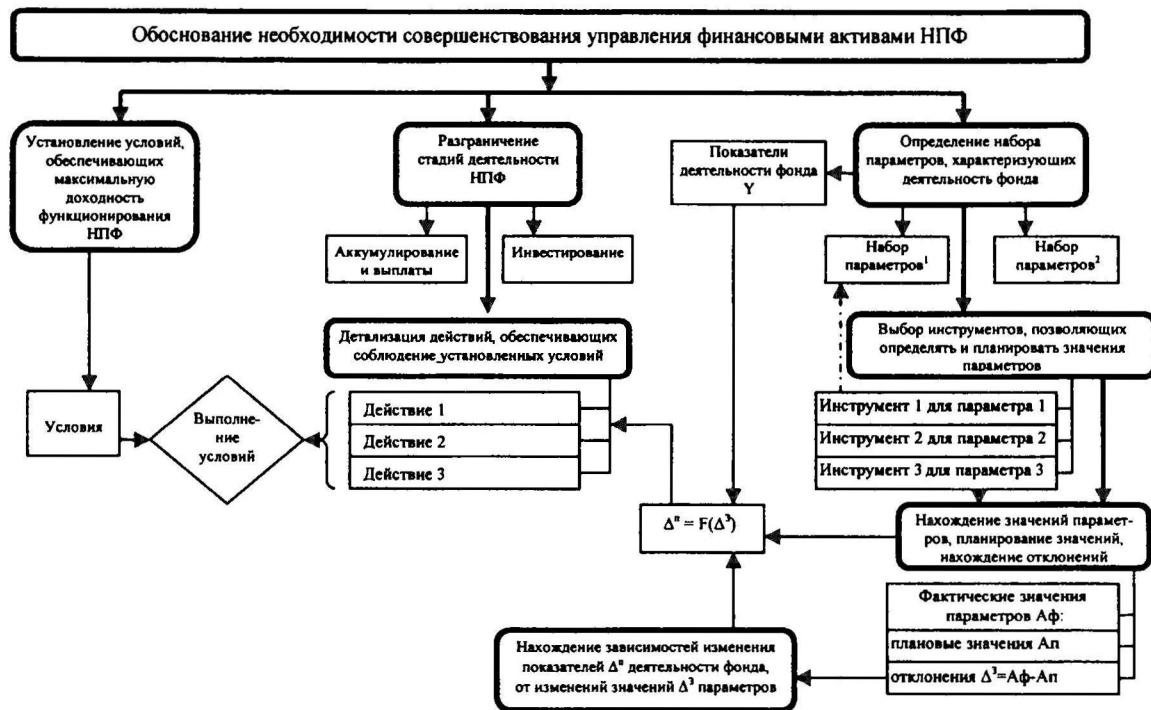 Обоснование необходимости совершенствования управления финансовыми активами НПФ
Установление условий,
обеспечивающих
максимальную
доходность
функционирования
НПФ
Разграничение
стадий деятельности
НПФ
Показатели
деятельности фонда
Y
Определение набора
параметров, характеризующих
деятельность фонда
Аккумулирование
и выплаты
Инвестирование
Набор
параметров¹
Набор
параметров²
Детализация действий, обеспечивающих
соблюдение установленных условий
Выбор инструментов, позволяющих
определять и планировать значения
параметров
Условия
Выполне-
ние
условий
Действие 1
Действие 2
Действие 3
Инструмент 1 для параметра 1
Инструмент 2 для параметра 2
Инструмент 3 для параметра 3
Δⁿ = F(Δ³)
Нахождение значений парамет-
ров, планирование значений,
нахождение отклонений
Фактические значения
параметров Аф:
плановые значения Ап
отклонения Δ³=Аф-Ап
Нахождение зависимостей изменения
показателей Δⁿ деятельности фонда,
от изменений значений Δ³ параметров